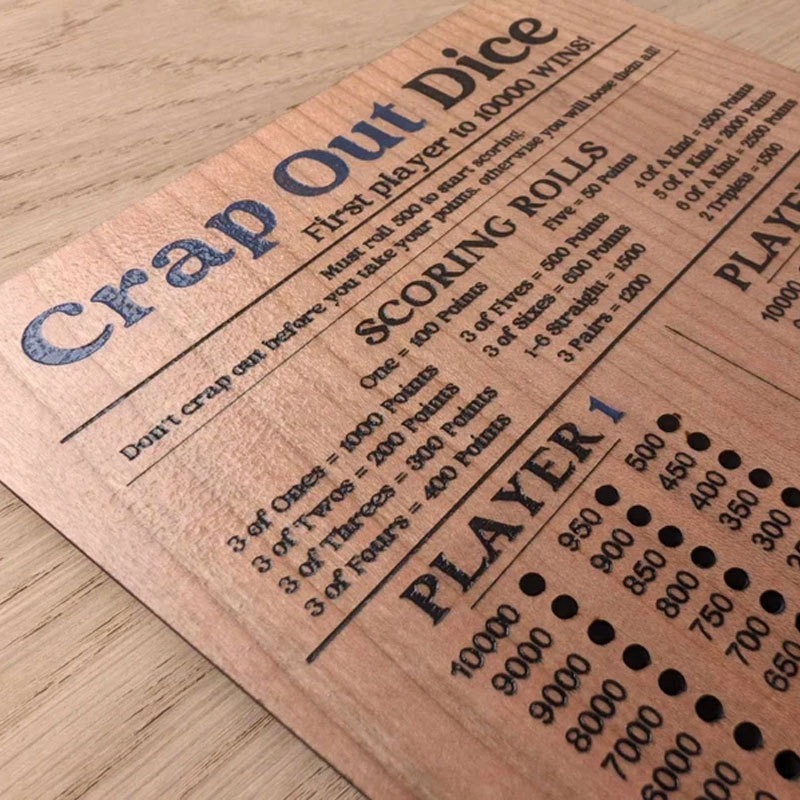 Crap Out Dice
First player to 10000 WINS!
Must roll 500 to start scoring.
Don't crap out before you take your points, otherwise you will loose them all!
SCORING ROLLS
One = 100 Points
Five = 50 Points
3 of Ones = 1000 Points
3 of Twos = 200 Points
3 of Threes = 300 Points
3 of Fours = 400 Points
3 of Fives = 500 Points
3 of Sixes = 600 Points
1-6 Straight = 1500
3 Pairs = 1200
4 Of A Kind = 1500 Points
5 Of A Kind = 2000 Points
6 Of A Kind = 2500 Points
2 Triplets = 1500
PLAYER 1
500 450 400 350 300
950 900 850 800 750 700 650
10000 9000 9000 8000 7000 6000
PLAYER
10000